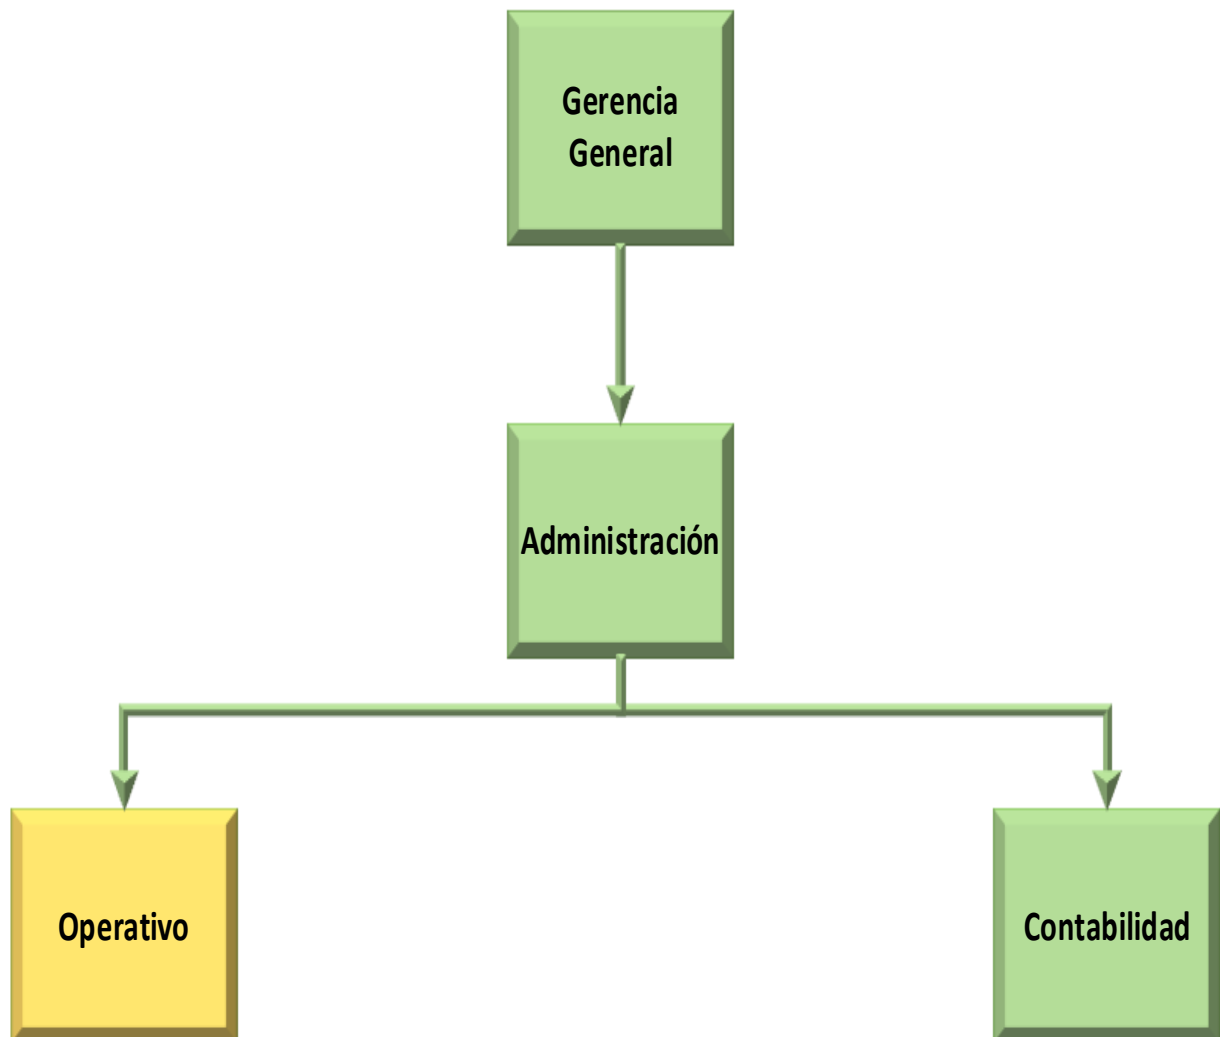 Gerencia
General
Administración
Operativo
Contabilidad